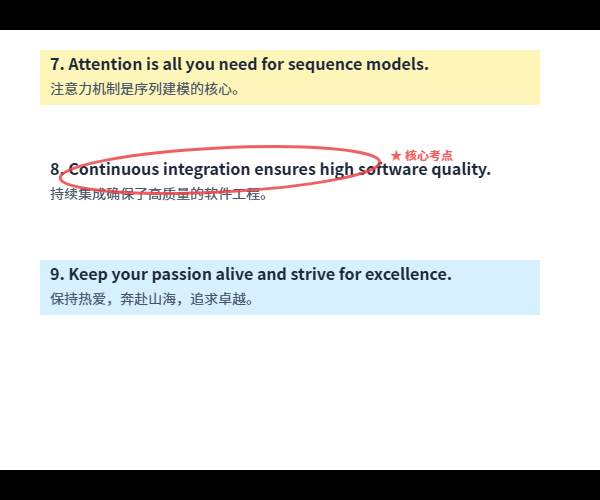 7. Attention is all you need for sequence models.
注意力机制是序列建模的核心。
★ 核心考点
8. Continuous integration ensures high software quality.
持续集成确保了高质量的软件工程。
9. Keep your passion alive and strive for excellence.
保持热爱，奔赴山海，追求卓越。